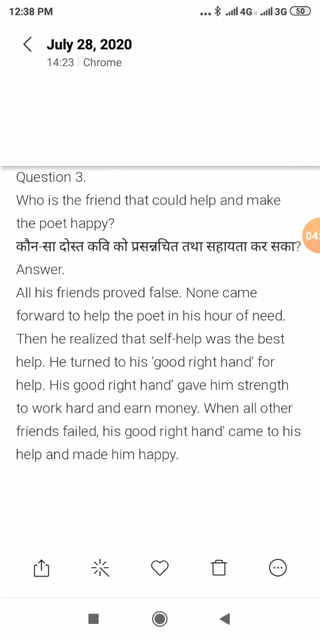 12:38 PM
4G
3G
50
July 28, 2020
14:23 | Chrome
Question 3.
Who is the friend that could help and make
the poet happy?
कौन-सा दोस्त कवि को प्रसन्नचित तथा सहायता कर सका?
04:
Answer.
All his friends proved false. None came
forward to help the poet in his hour of need.
Then he realized that self-help was the best
help. He turned to his 'good right hand' for
help. His good right hand' gave him strength
to work hard and earn money. When all other
friends failed, his good right hand' came to his
help and made him happy.